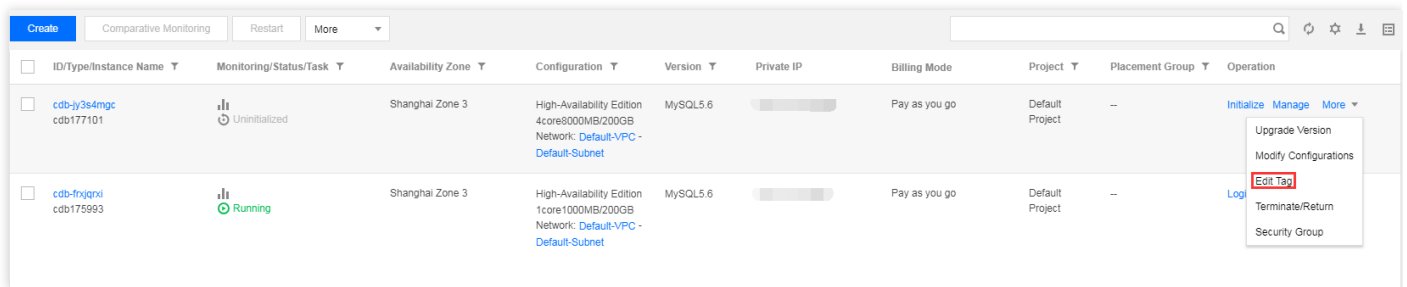 Create Comparative Monitoring Restart More
ID/Type/Instance Name Monitoring/Status/Task Availability Zone Configuration Version Private IP Billing Mode Project Placement Group Operation
cdb-jy3s4mgc Shanghai Zone 3 High-Availability Edition MySQL5.6 Pay as you go Default -- Initialize Manage More
cdb177101 Uninitialized 4core8000MB/200GB Project
Network: Default-VPC -
Default-Subnet
Upgrade Version
Modify Configurations
Edit Tag
Terminate/Return
Security Group
cdb-frxjqrxi Shanghai Zone 3 High-Availability Edition MySQL5.6 Pay as you go Default --
cdb175993 Running 1core1000MB/200GB Project
Network: Default-VPC -
Default-Subnet